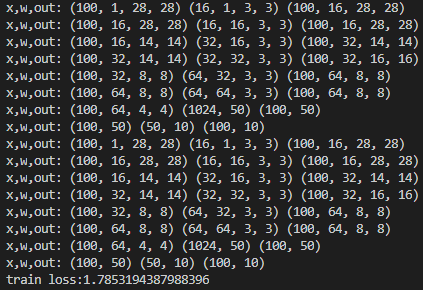 x,w,out: (100, 1, 28, 28) (16, 1, 3, 3) (100, 16, 28, 28)
x,w,out: (100, 16, 28, 28) (16, 16, 3, 3) (100, 16, 28, 28)
x,w,out: (100, 16, 14, 14) (32, 16, 3, 3) (100, 32, 14, 14)
x,w,out: (100, 32, 14, 14) (32, 32, 3, 3) (100, 32, 16, 16)
x,w,out: (100, 32, 8, 8) (64, 32, 3, 3) (100, 64, 8, 8)
x,w,out: (100, 64, 8, 8) (64, 64, 3, 3) (100, 64, 8, 8)
x,w,out: (100, 64, 4, 4) (1024, 50) (100, 50)
x,w,out: (100, 50) (50, 10) (100, 10)
x,w,out: (100, 1, 28, 28) (16, 1, 3, 3) (100, 16, 28, 28)
x,w,out: (100, 16, 28, 28) (16, 16, 3, 3) (100, 16, 28, 28)
x,w,out: (100, 16, 14, 14) (32, 16, 3, 3) (100, 32, 14, 14)
x,w,out: (100, 32, 14, 14) (32, 32, 3, 3) (100, 32, 16, 16)
x,w,out: (100, 32, 8, 8) (64, 32, 3, 3) (100, 64, 8, 8)
x,w,out: (100, 64, 8, 8) (64, 64, 3, 3) (100, 64, 8, 8)
x,w,out: (100, 64, 4, 4) (1024, 50) (100, 50)
x,w,out: (100, 50) (50, 10) (100, 10)
train loss:1.7853194387988396